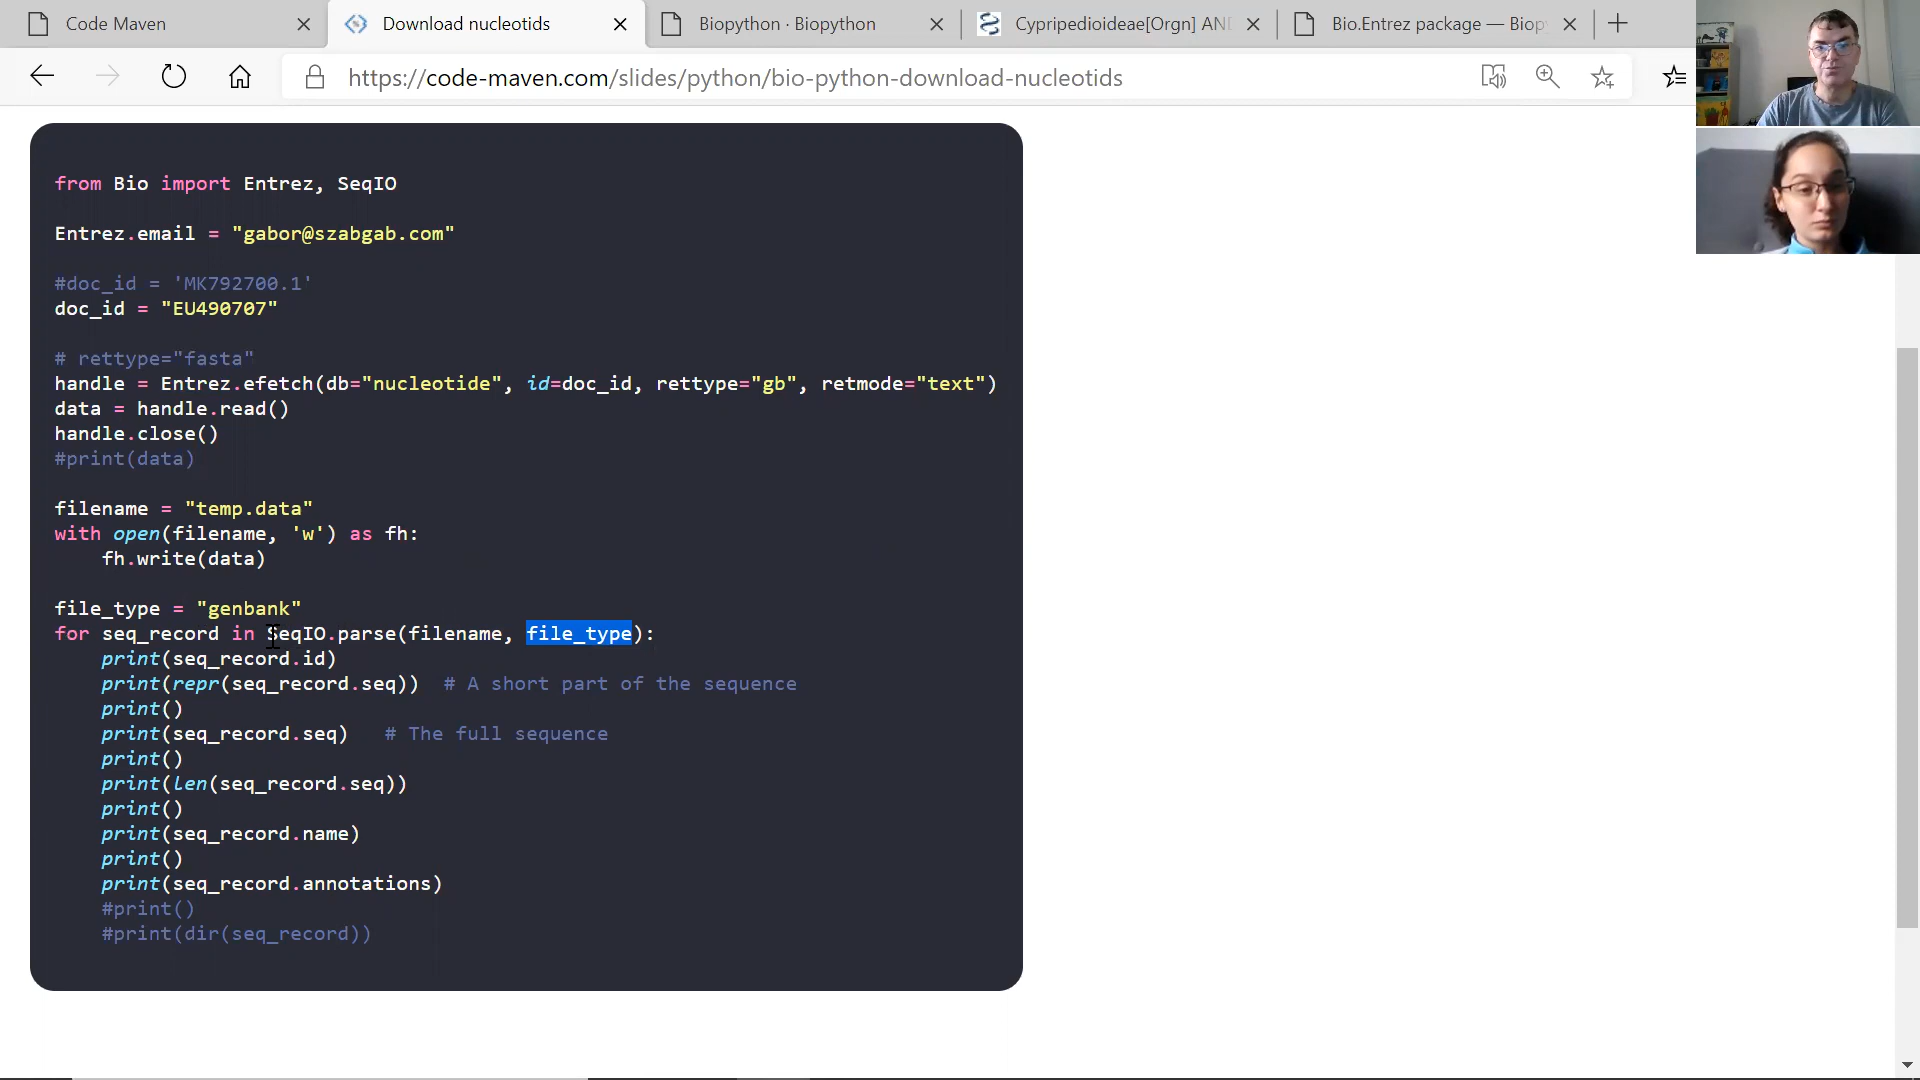 Code Maven
Download nucleotids
Biopython · Biopython
Cypripedioideae[Orgn] AND
Bio.Entrez package — Biop
https://code-maven.com/slides/python/bio-python-download-nucleotids
from Bio import Entrez, SeqIO
Entrez.email = "gabor@szabgab.com"
#doc_id = 'MK792700.1'
doc_id = "EU490707"
# rettype="fasta"
handle = Entrez.efetch(db="nucleotide", id=doc_id, rettype="gb", retmode="text")
data = handle.read()
handle.close()
#print(data)
filename = "temp.data"
with open(filename, 'w') as fh:
    fh.write(data)
file_type = "genbank"
for seq_record in SeqIO.parse(filename, file_type):
    print(seq_record.id)
    print(repr(seq_record.seq))  # A short part of the sequence
    print()
    print(seq_record.seq)   # The full sequence
    print()
    print(len(seq_record.seq))
    print()
    print(seq_record.name)
    print()
    print(seq_record.annotations)
    #print()
    #print(dir(seq_record))